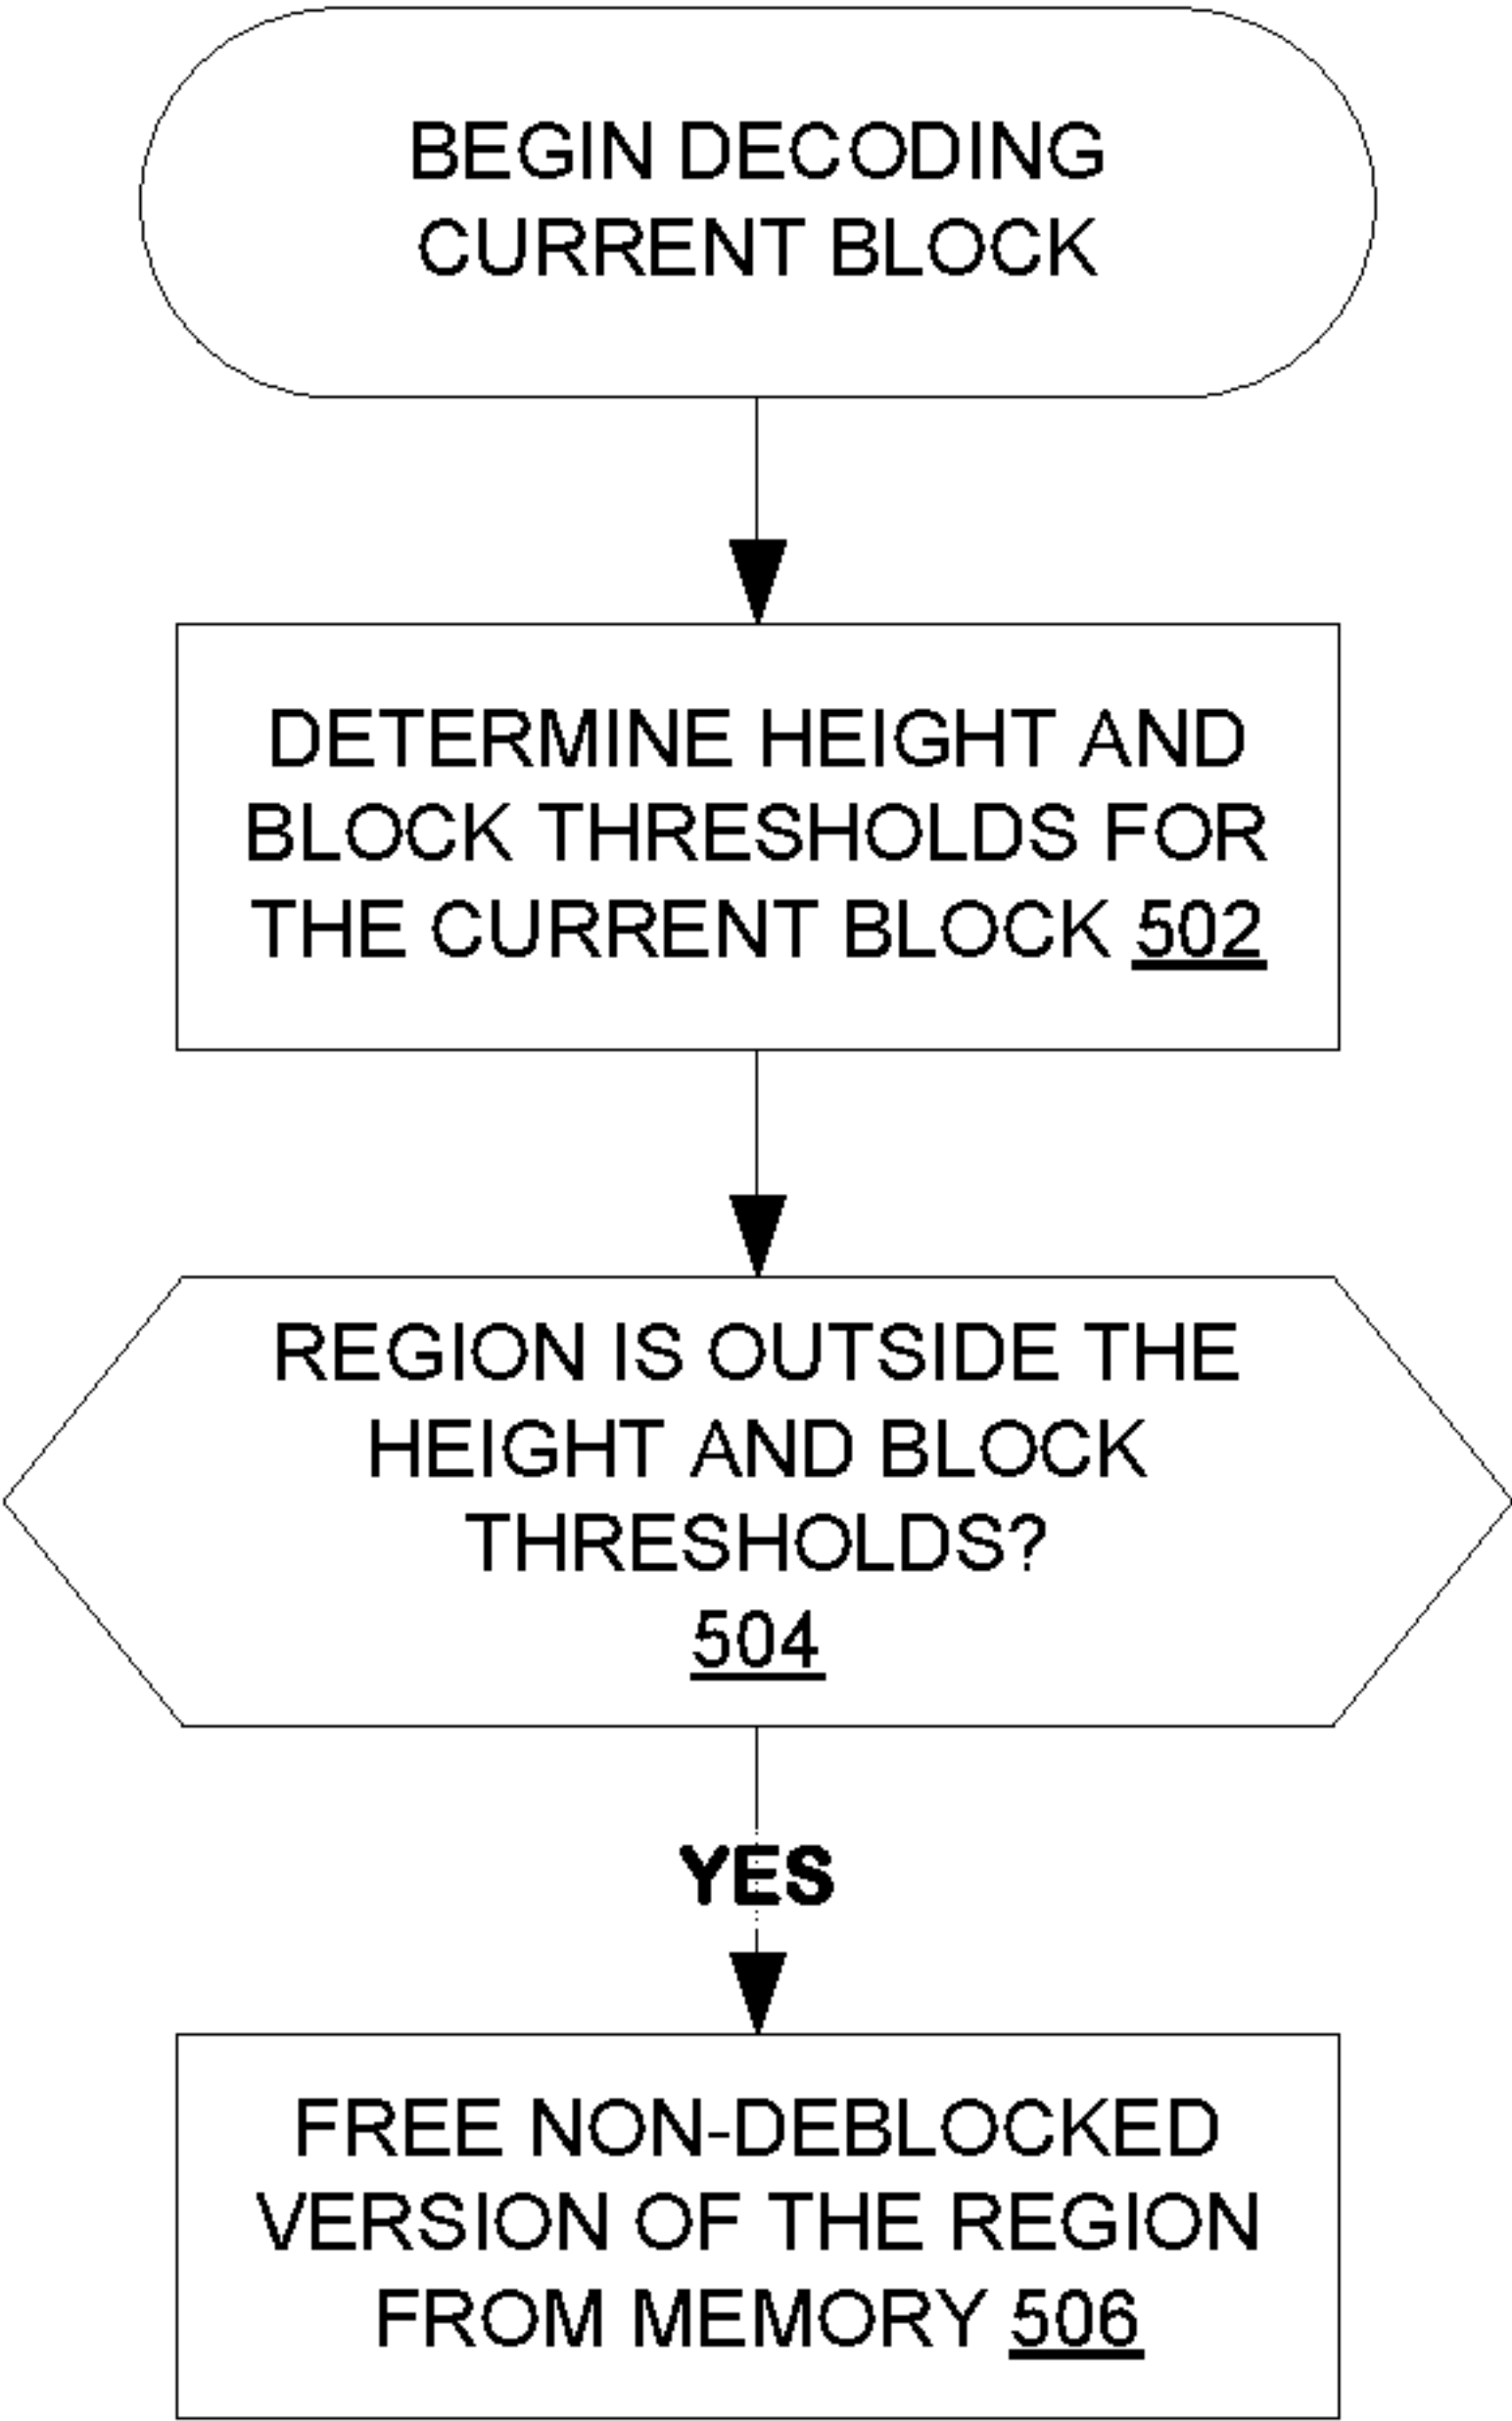 BEGIN DECODING
CURRENT BLOCK
DETERMINE HEIGHT AND
BLOCK THRESHOLDS FOR
THE CURRENT BLOCK 502
REGION IS OUTSIDE THE
HEIGHT AND BLOCK
THRESHOLDS?
504
YES
FREE NON-DEBLOCKED
VERSION OF THE REGION
FROM MEMORY 506